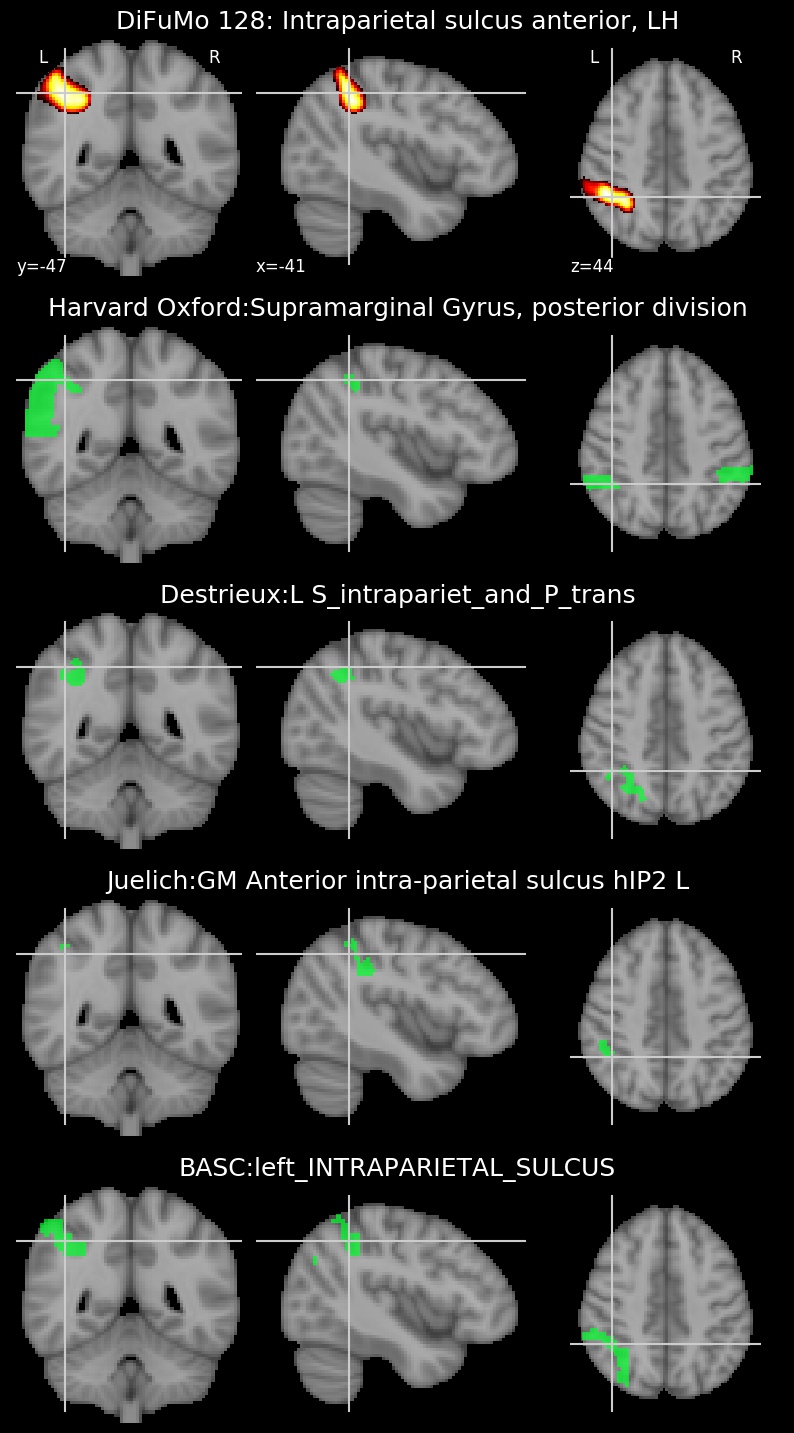 DiFuMo 128: Intraparietal sulcus anterior, LH
L R L R
y=-47 x=-41 z=44
Harvard Oxford:Supramarginal Gyrus, posterior division
Destrieux:L S_intrapariet_and_P_trans
Juelich:GM Anterior intra-parietal sulcus hIP2 L
BASC:left_INTRAPARIETAL_SULCUS